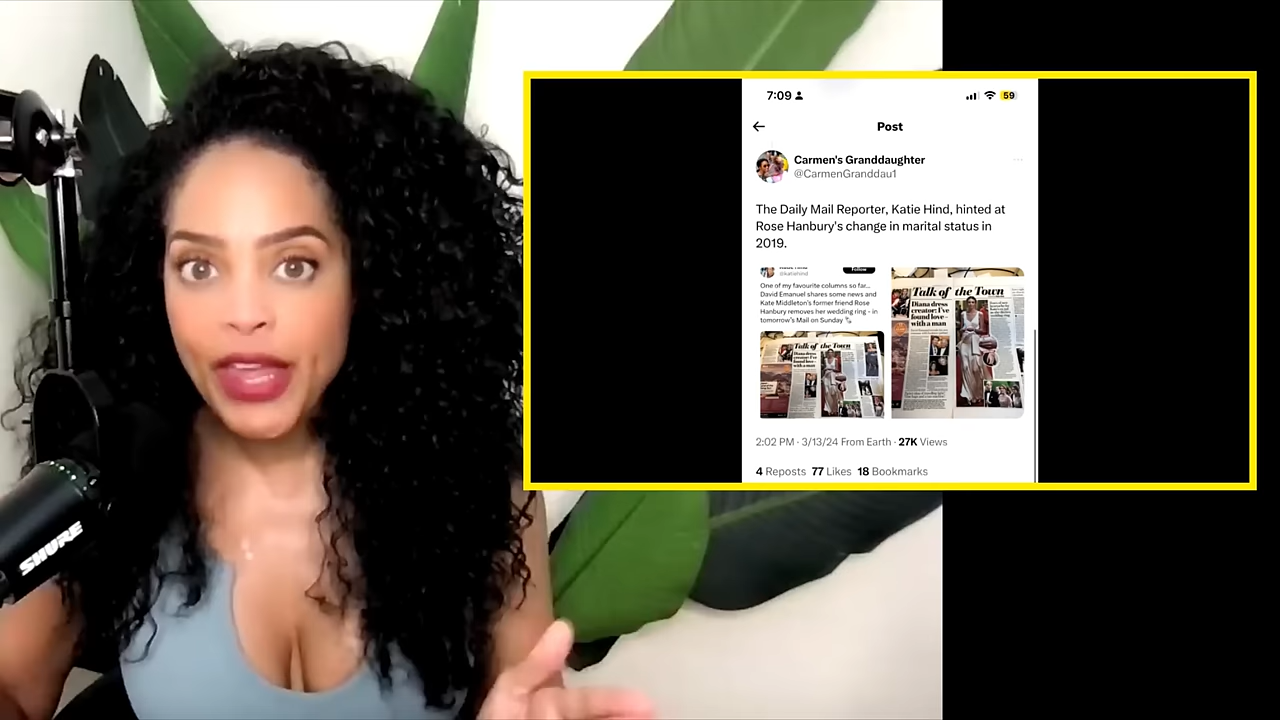 SHURE
7:09
59
Post
Carmen's Granddaughter
@CarmenGranddau1
The Daily Mail Reporter, Katie Hind, hinted at
Rose Hanbury's change in marital status in
2019.
Follow
@katiehind
One of my favourite columns so far...
David Emanuel shares some news and
Kate Middleton's former friend Rose
Hanbury removes her wedding ring - in
tomorrow's Mail on Sunday
Talk of the Town
Diana dress
creator: I've
found love -
with a man
Talk of the Town
Diana dress
creator: I've
found love -
with a man
2:02 PM · 3/13/24 From Earth · 27K Views
4 Reposts 77 Likes 18 Bookmarks